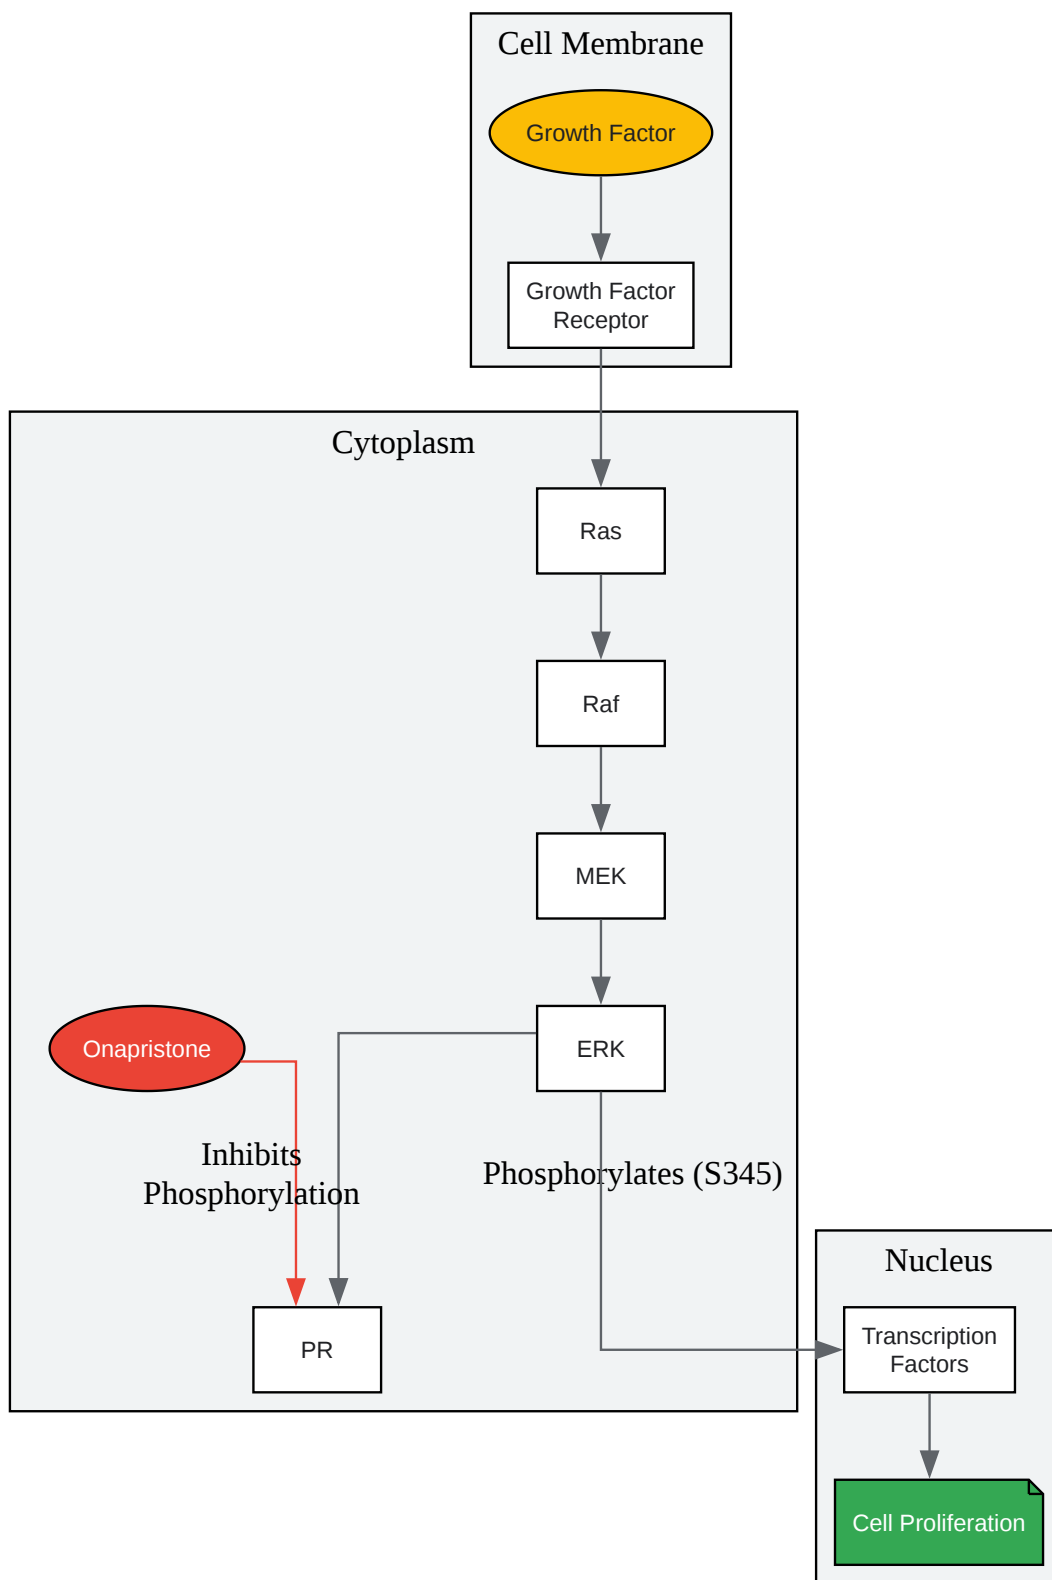 Cell Membrane
Growth Factor
Growth Factor
Receptor
Cytoplasm
Ras
Raf
MEK
Onapristone
ERK
Inhibits
Phosphorylation
Phosphorylates (S345)
Nucleus
PR
Transcription
Factors
Cell Proliferation